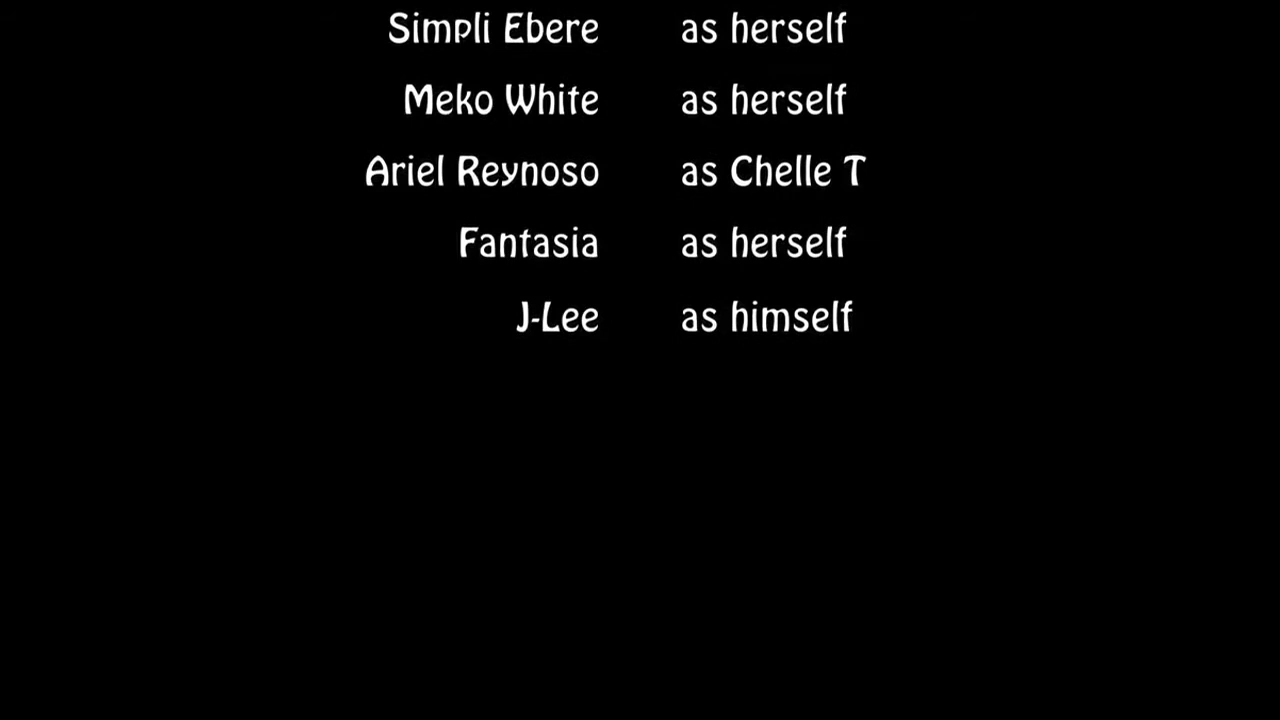 Simpli Ebere as herself
Meko White as herself
Ariel Reynoso as Chelle T
Fantasia as herself
J-Lee as himself